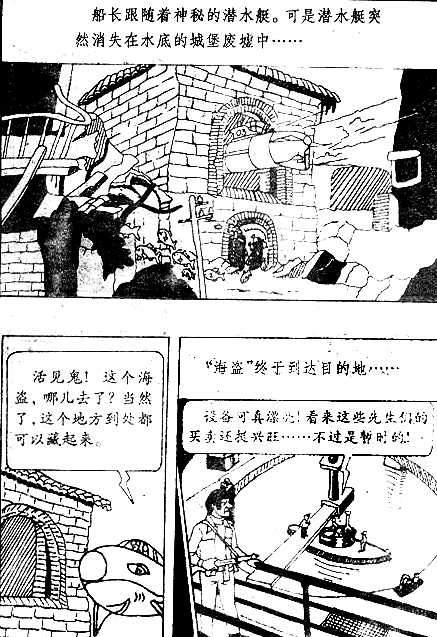 船长跟随着神秘的潜水艇。可是潜水艇突
然消失在水底的城堡废墟中……
活见鬼！这个海
盗，哪儿去了？当然
了，这个地方到处都
可以藏起来。
“海盗”终于到达目的地……
设备可真漂亮！看来这些先生们的
买卖还挺兴旺……不过是暂时的！